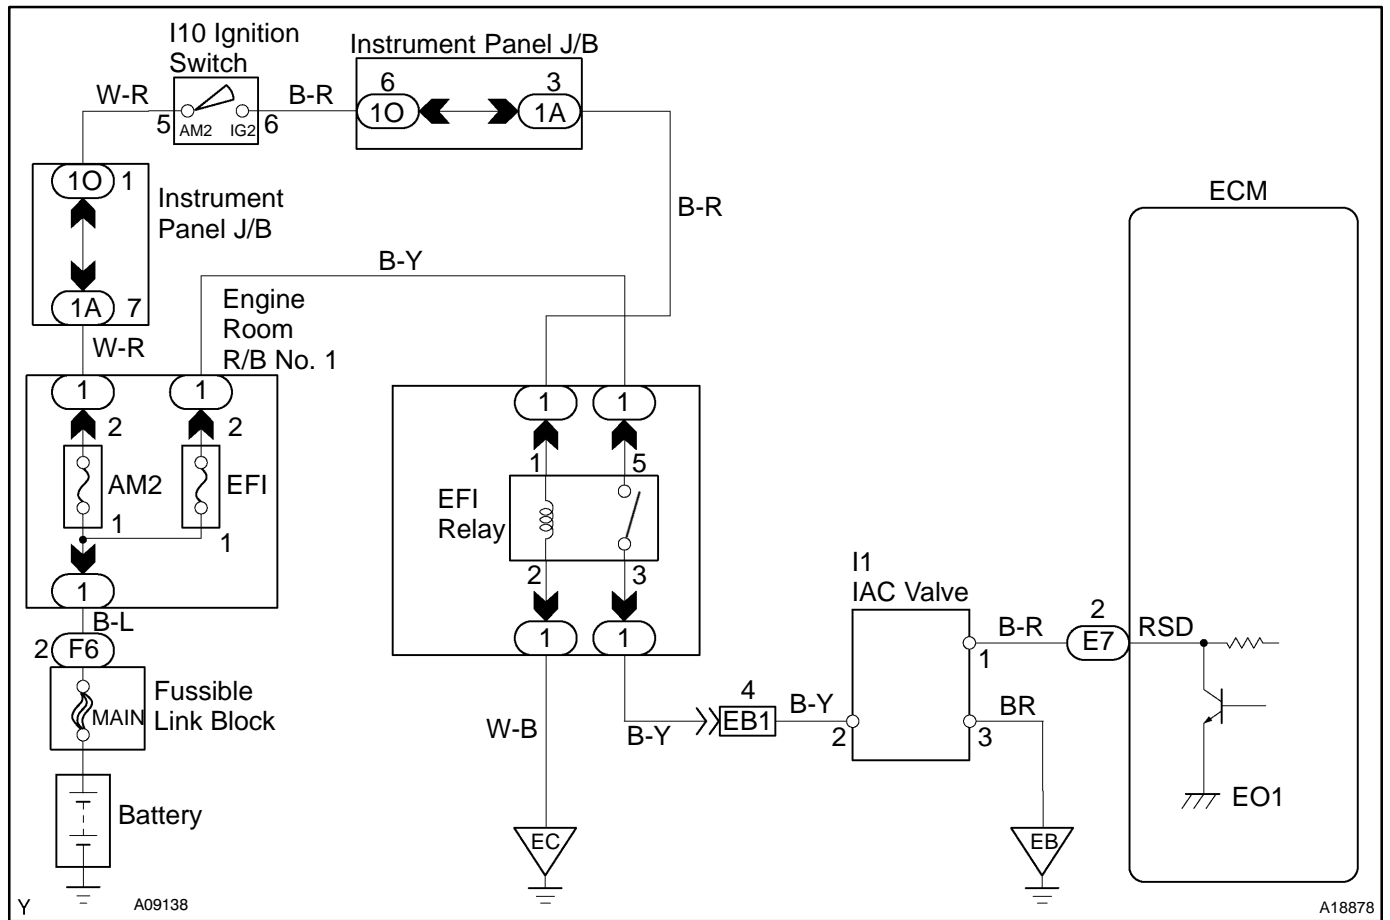 I10 Ignition
Switch
Instrument Panel J/B
W-R
5
AM2
IG2
6
B-R
6
1O
3
1A
1O
1
Instrument
Panel J/B
1A
7
B-R
ECM
B-Y
W-R
Engine
Room
R/B No. 1
1
1
2
2
AM2
EFI
1
1
1
1
1
1
5
EFI
Relay
2
3
1
1
B-L
2
F6
MAIN
Fussible
Link Block
Battery
W-B
B-Y
4
EB1
B-Y
I1
IAC Valve
2
1
3
B-R
2
E7
RSD
BR
EO1
EC
EB
Y
A09138
A18878